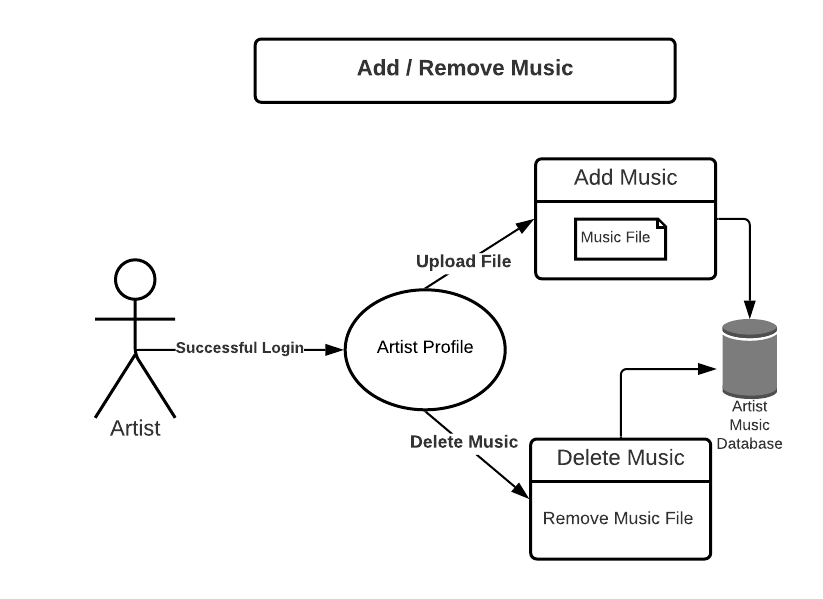 Add / Remove Music
Add Music
Music File
Upload File
Artist Profile
Successful Login
Artist
Artist
Music
Database
Delete Music
Delete Music
Remove Music File